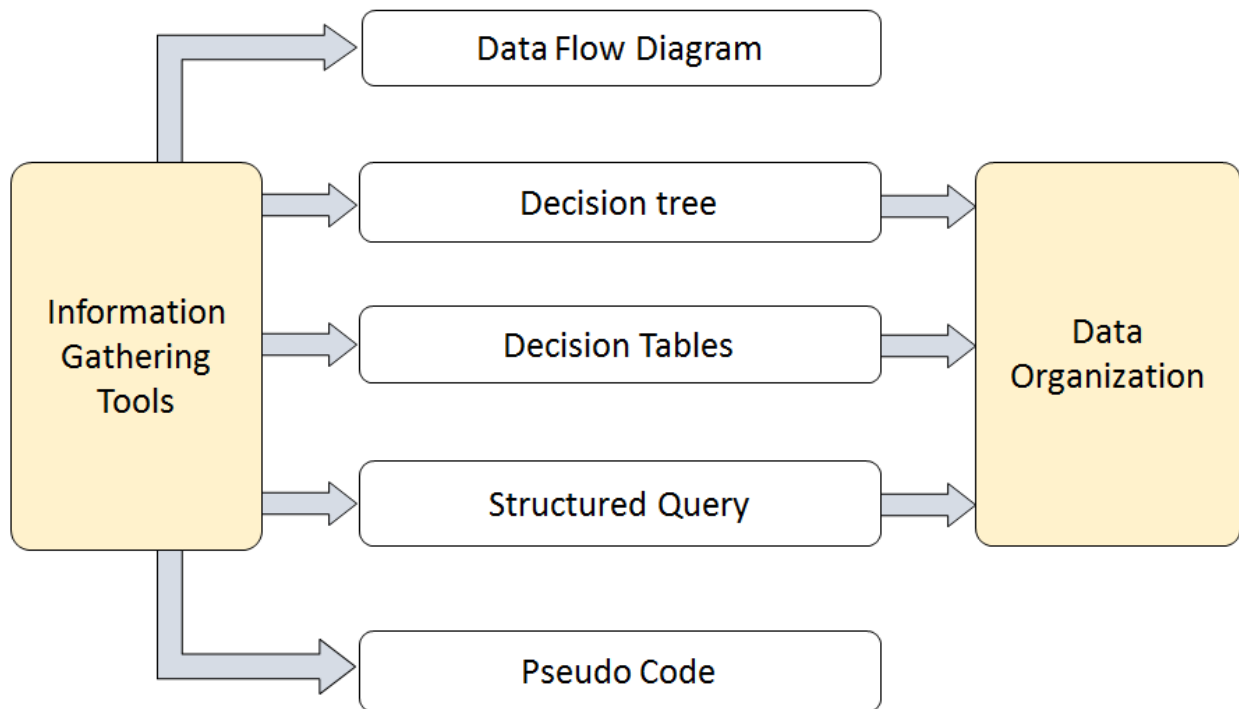 Data Flow Diagram
Decision tree
Information
Gathering
Tools
Decision Tables
Data
Organization
Structured Query
Pseudo Code